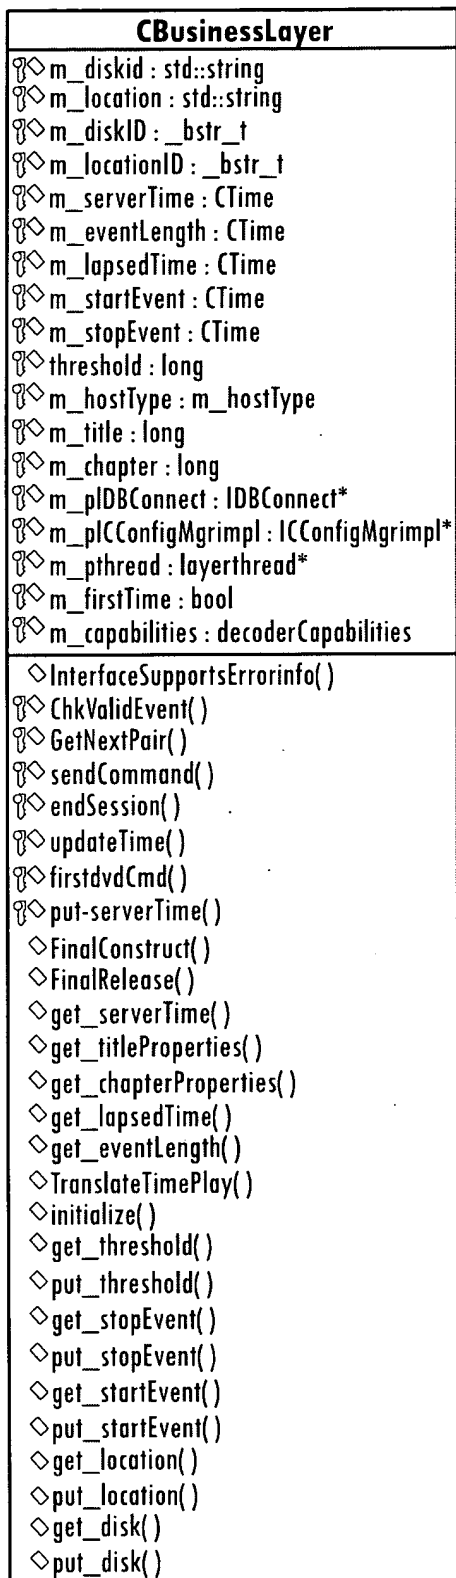 CBusinessLayer
m_diskid : std::string
m_location : std::string
m_diskID : _bstr_t
m_locationID : _bstr_t
m_serverTime : CTime
m_eventLength : CTime
m_lapsedTime : CTime
m_startEvent : CTime
m_stopEvent : CTime
threshold : long
m_hostType : m_hostType
m_title : long
m_chapter : long
m_pIDBConnect : IDBConnect*
m_pICConfigMgrimpl : ICConfigMgrimpl*
m_pthread : layerthread*
m_firstTime : bool
m_capabilities : decoderCapabilities
InterfaceSupportsErrorinfo( )
ChkValidEvent( )
GetNextPair( )
sendCommand( )
endSession( )
updateTime( )
firstdvdCmd( )
put-serverTime( )
FinalConstruct( )
FinalRelease( )
get_serverTime( )
get_titleProperties( )
get_chapterProperties( )
get_lapsedTime( )
get_eventLength( )
TranslateTimePlay( )
initialize( )
get_threshold( )
put_threshold( )
get_stopEvent( )
put_stopEvent( )
get_startEvent( )
put_startEvent( )
get_location( )
put_location( )
get_disk( )
put_disk( )